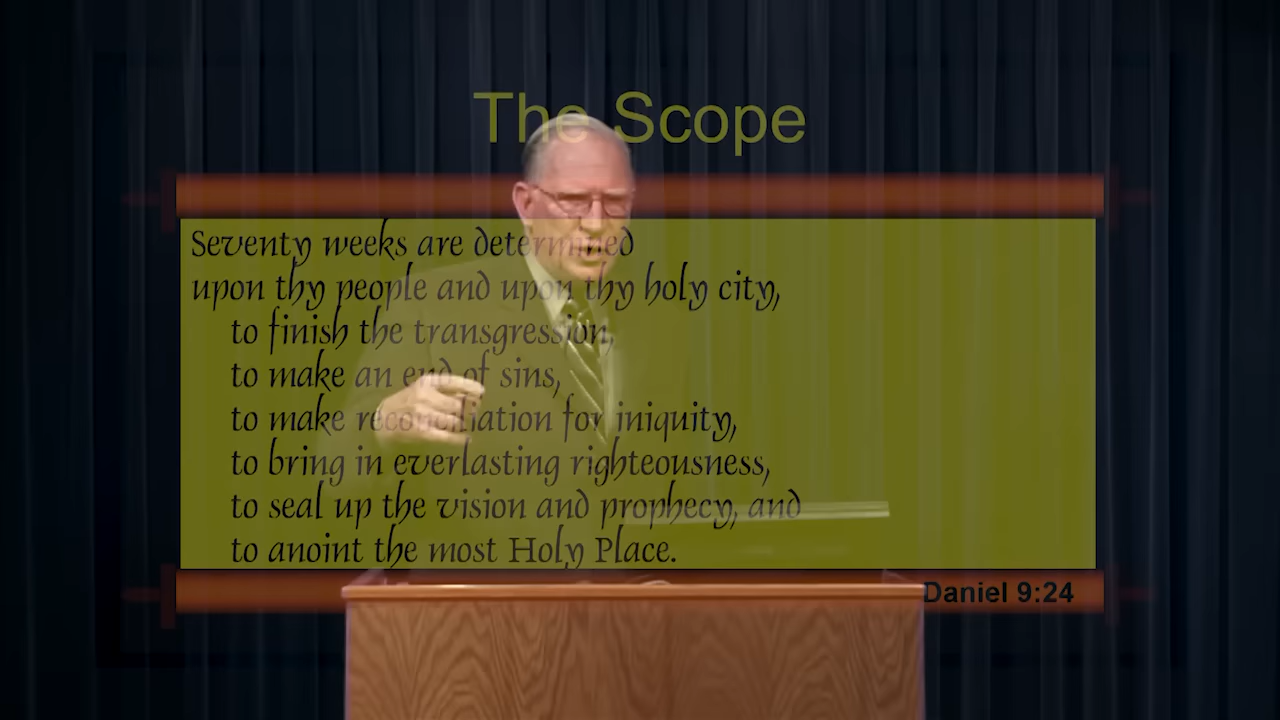 The Scope
Seventy weeks are determined
upon thy people and upon thy holy city,
to finish the transgression,
to make an end of sins,
to make reconciliation for iniquity,
to bring in everlasting righteousness,
to seal up the vision and prophecy, and
to anoint the most Holy Place.
Daniel 9:24